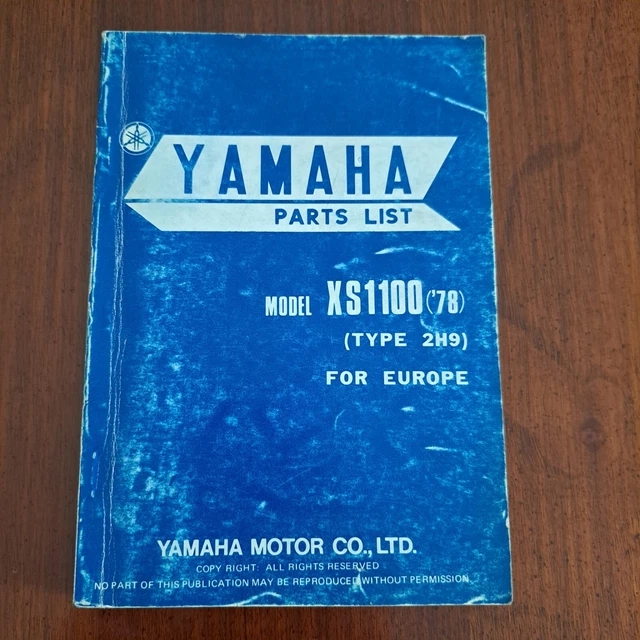 YAMAHA
PARTS LIST
MODEL XS1100 ('78)
(TYPE 2H9)
FOR EUROPE
YAMAHA MOTOR CO., LTD.
COPY RIGHT. ALL RIGHTS RESERVED
NO PART OF THIS PUBLICATION MAY BE REPRODUCED WITHOUT PERMISSION